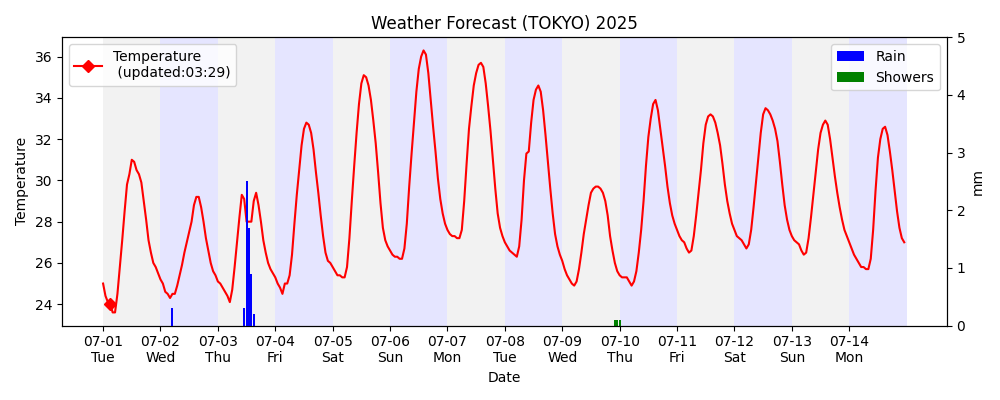 Weather Forecast (TOKYO) 2025
Temperature
(updated:03:29)
Rain
Showers
Temperature
36
34
32
30
28
26
24
5
4
3
2
1
0
mm
07-01 07-02 07-03 07-04 07-05 07-06 07-07 07-08 07-09 07-10 07-11 07-12 07-13 07-14
Tue Wed Thu Fri Sat Sun Mon Tue Wed Thu Fri Sat Sun Mon
Date